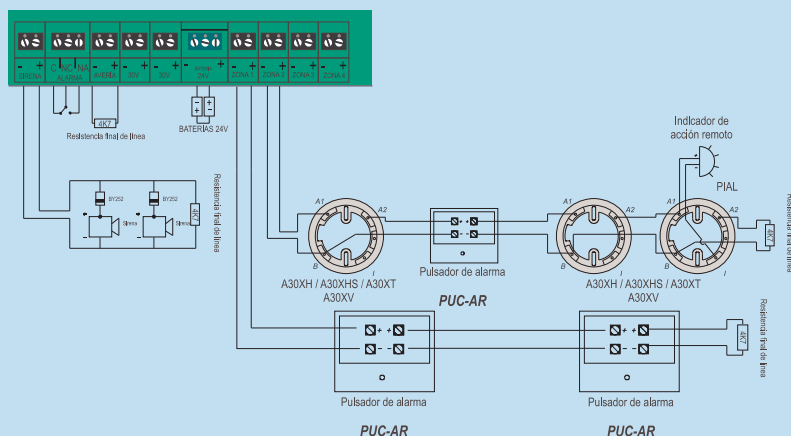 - + C NC NA - + - + - + - + - + - + - + - +
SIRENA ALARMA AVERÍA 30V 30V BATERÍA 24V ZONA 1 ZONA 2 ZONA 3 ZONA 4
4K7
Resistencia final de línea
- +
+ -
BATERÍAS 24V
Indicador de
acción remoto
+
-
PIAL
BY252
BY252
+
-
Sirena
+
-
Sirena
4K7
Resistencia final de línea
A1
A2
B
I
A30XH / A30XHS / A30XT
A30XV
+ +
- -
Pulsador de alarma
PUC-AR
A1
B
I
A1
A2
B
I
A30XH / A30XHS / A30XT
A30XV
4K7
Resistencia final de línea
+ +
- -
Pulsador de alarma
PUC-AR
+ +
- -
Pulsador de alarma
PUC-AR
4K7
Resistencia final de línea